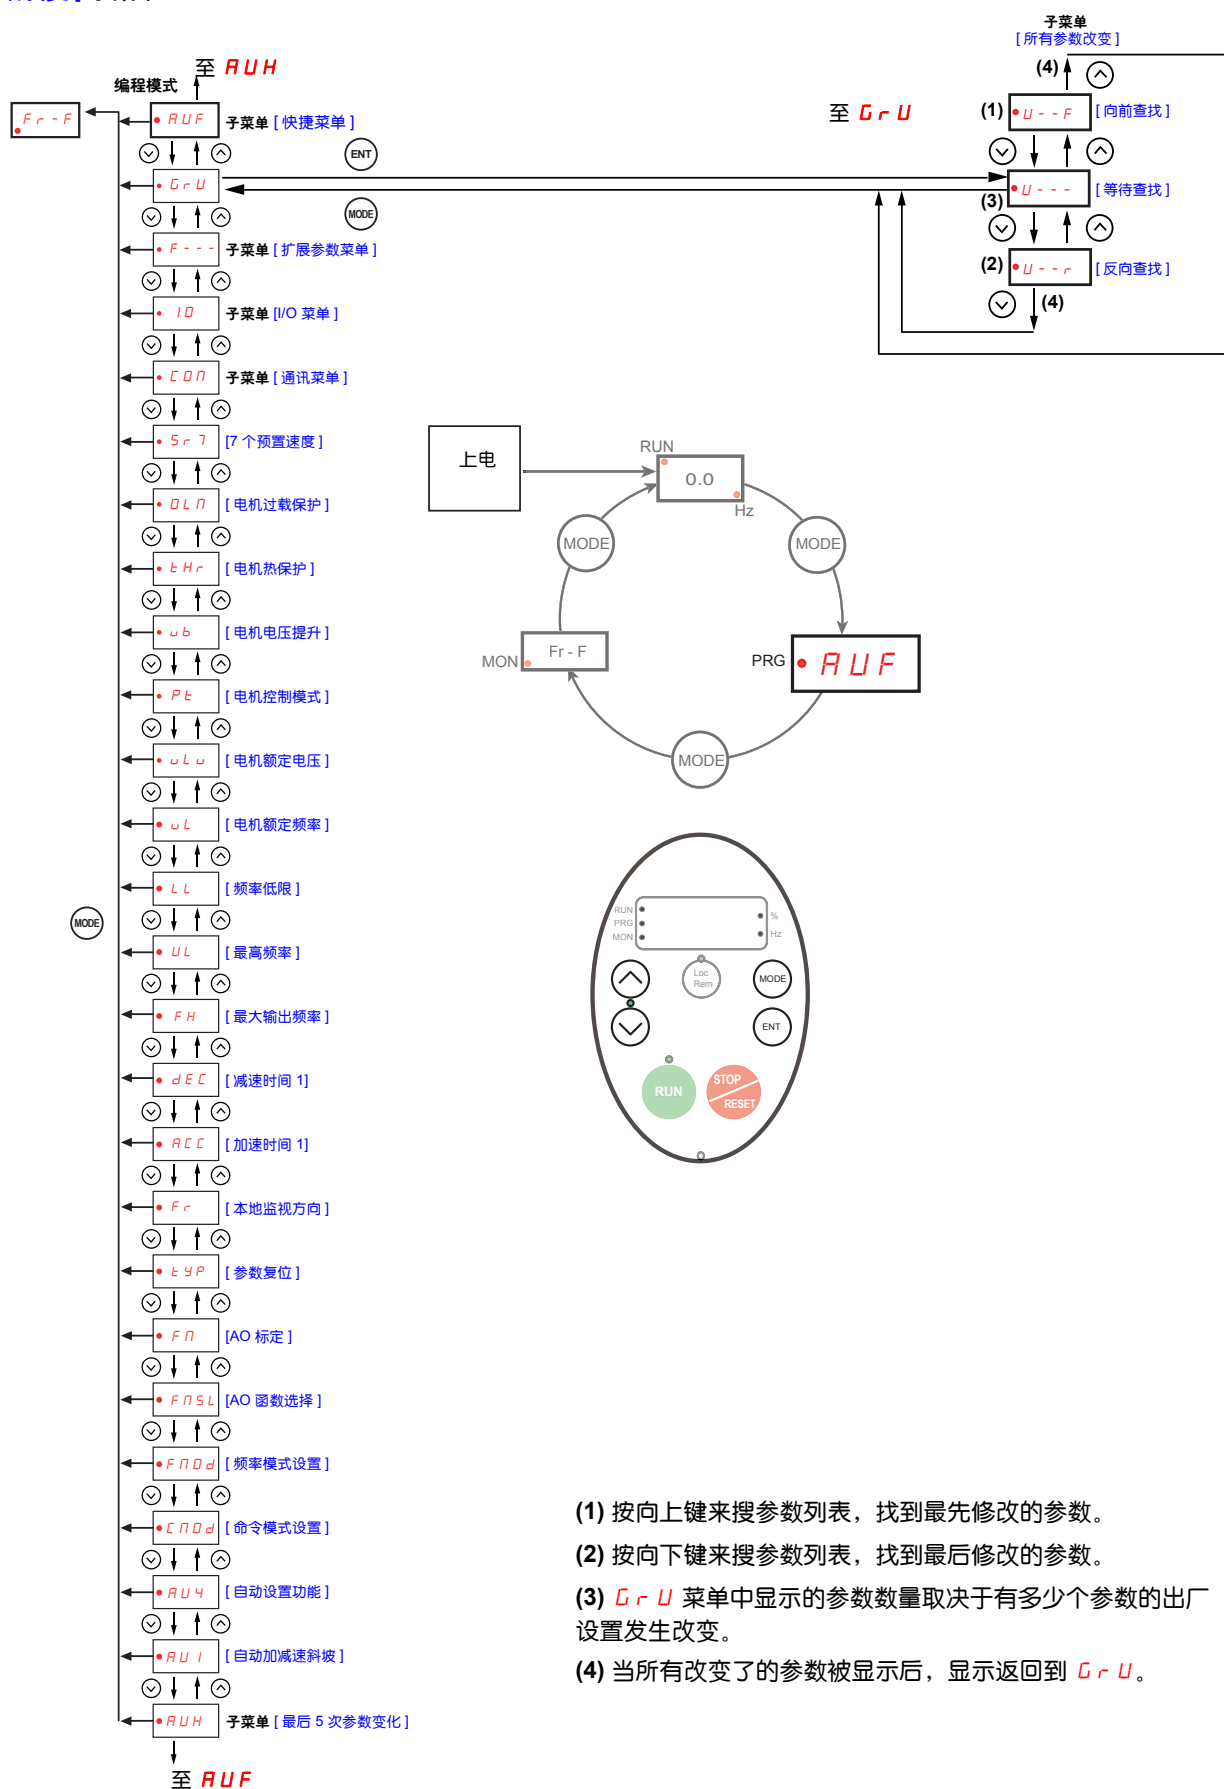 子菜单
[ 所有参数改变 ]
至 AUH
编程模式
(4)
Fr-F
AUF 子菜单 [ 快捷菜单 ]
至 GrU
(1) U--F [ 向前查找 ]
ENT
GrU
(3) U--- [ 等待查找 ]
MODE
F--- 子菜单 [ 扩展参数菜单 ]
(2) U--r [ 反向查找 ]
(4)
IO 子菜单 [I/O 菜单 ]
CON 子菜单 [ 通讯菜单 ]
Sr7 [7 个预置速度 ]
OLN [ 电机过载保护 ]
tHr [ 电机热保护 ]
ub [ 电机电压提升 ]
Pt [ 电机控制模式 ]
uLu [ 电机额定电压 ]
uL [ 电机额定频率 ]
LL [ 频率低限 ]
MODE
UL [ 最高频率 ]
FH [ 最大输出频率 ]
dEC [ 减速时间 1]
ACC [ 加速时间 1]
Fr [ 本地监视方向 ]
tYP [ 参数复位 ]
FN [AO 标定 ]
FNSL [AO 函数选择 ]
FNOd [ 频率模式设置 ]
CNOd [ 命令模式设置 ]
AU4 [ 自动设置功能 ]
AU1 [ 自动加减速斜坡 ]
AUH 子菜单 [ 最后 5 次参数变化 ]
至 AUF
上电
RUN
0.0
Hz
MODE
MODE
MON
Fr - F
PRG
AUF
MODE
RUN
PRG
MON
%
Hz
Loc
Rem
MODE
ENT
RUN
STOP
RESET
(1) 按向上键来搜参数列表，找到最先修改的参数。
(2) 按向下键来搜参数列表，找到最后修改的参数。
(3) GrU 菜单中显示的参数数量取决于有多少个参数的出厂
设置发生改变。
(4) 当所有改变了的参数被显示后，显示返回到 GrU。